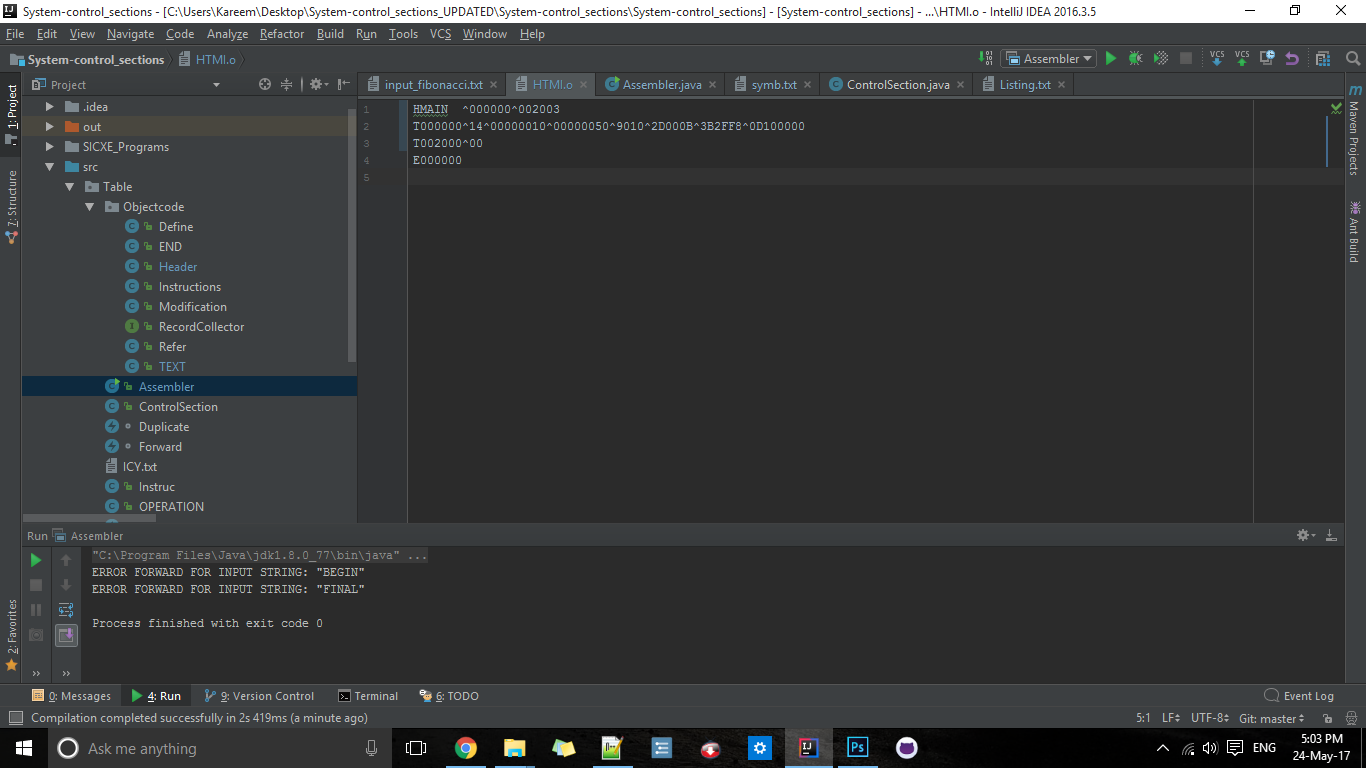 System-control_sections - [C:\Users\Kareem\Desktop\System-control_sections_UPDATED\System-control_sections\System-control_sections] - [System-control_sections] - ...\HTMl.o - IntelliJ IDEA 2016.3.5
File Edit View Navigate Code Analyze Refactor Build Run Tools VCS Window Help
System-control_sections HTMl.o Assembler VCS VCS
Project input_fibonacci.txt HTMl.o Assembler.java symb.txt ControlSection.java Listing.txt
1: Project
7: Structure
2: Favorites
.idea
out
SICXE_Programs
src
Table
Objectcode
Define
END
Header
Instructions
Modification
RecordCollector
Refer
TEXT
Assembler
ControlSection
Duplicate
Forward
ICY.txt
Instruc
OPERATION
1 HMAIN  ^000000^002003
2 T000000^14^00000010^00000050^9010^2D000B^3B2FF8^0D100000
3 T002000^00
4 E000000
5
Maven Projects
Ant Build
Run Assembler
"C:\Program Files\Java\jdk1.8.0_77\bin\java" ...
ERROR FORWARD FOR INPUT STRING: "BEGIN"
ERROR FORWARD FOR INPUT STRING: "FINAL"
Process finished with exit code 0
0: Messages 4: Run 9: Version Control Terminal 6: TODO Event Log
Compilation completed successfully in 2s 419ms (a minute ago) 5:1 LF UTF-8 Git: master
Ask me anything Ps ENG 5:03 PM
24-May-17